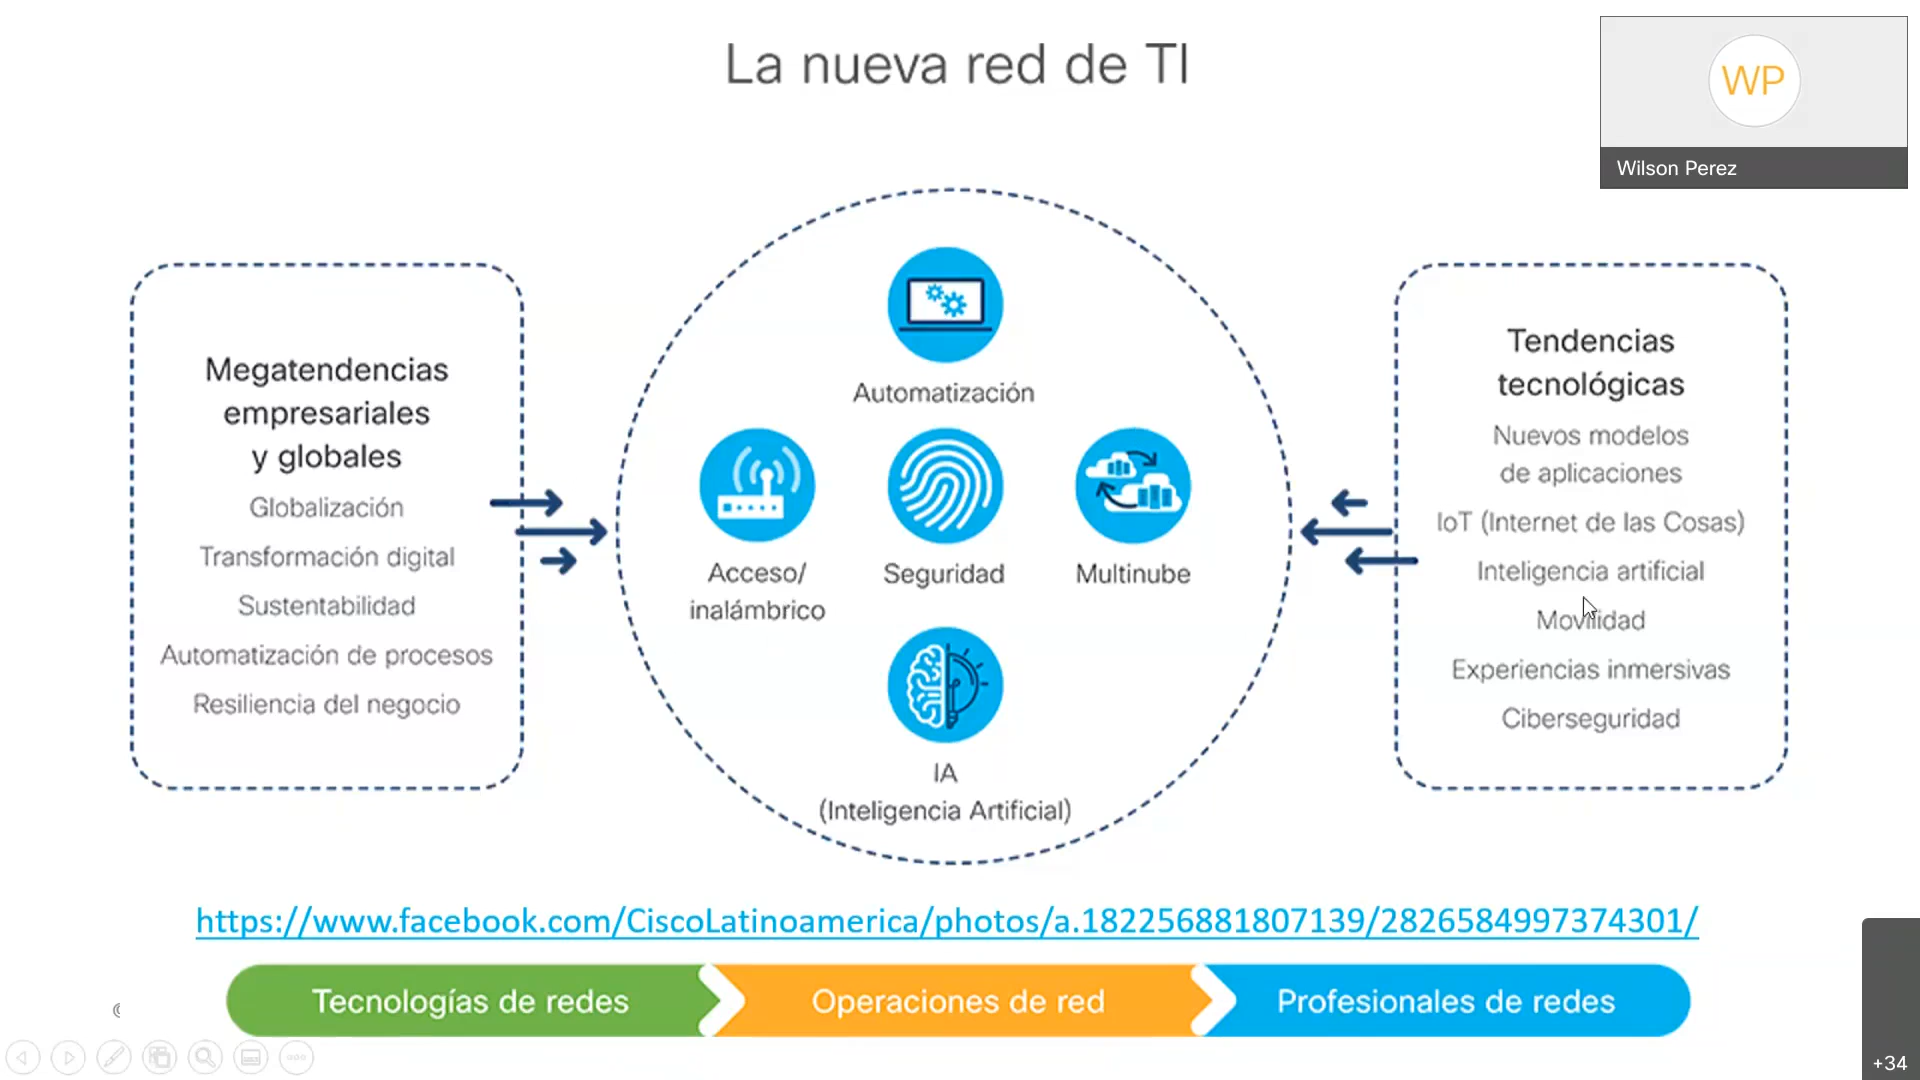 La nueva red de TI
WP
Wilson Perez
Megatendencias
empresariales
y globales
Globalización
Transformación digital
Sustentabilidad
Automatización de procesos
Resiliencia del negocio
Automatización
Acceso/
inalámbrico
Seguridad
Multinube
IA
(Inteligencia Artificial)
Tendencias
tecnológicas
Nuevos modelos
de aplicaciones
IoT (Internet de las Cosas)
Inteligencia artificial
Movilidad
Experiencias inmersivas
Ciberseguridad
https://www.facebook.com/CiscoLatinoamerica/photos/a.182256881807139/2826584997374301/
Tecnologías de redes
Operaciones de red
Profesionales de redes
©
+34